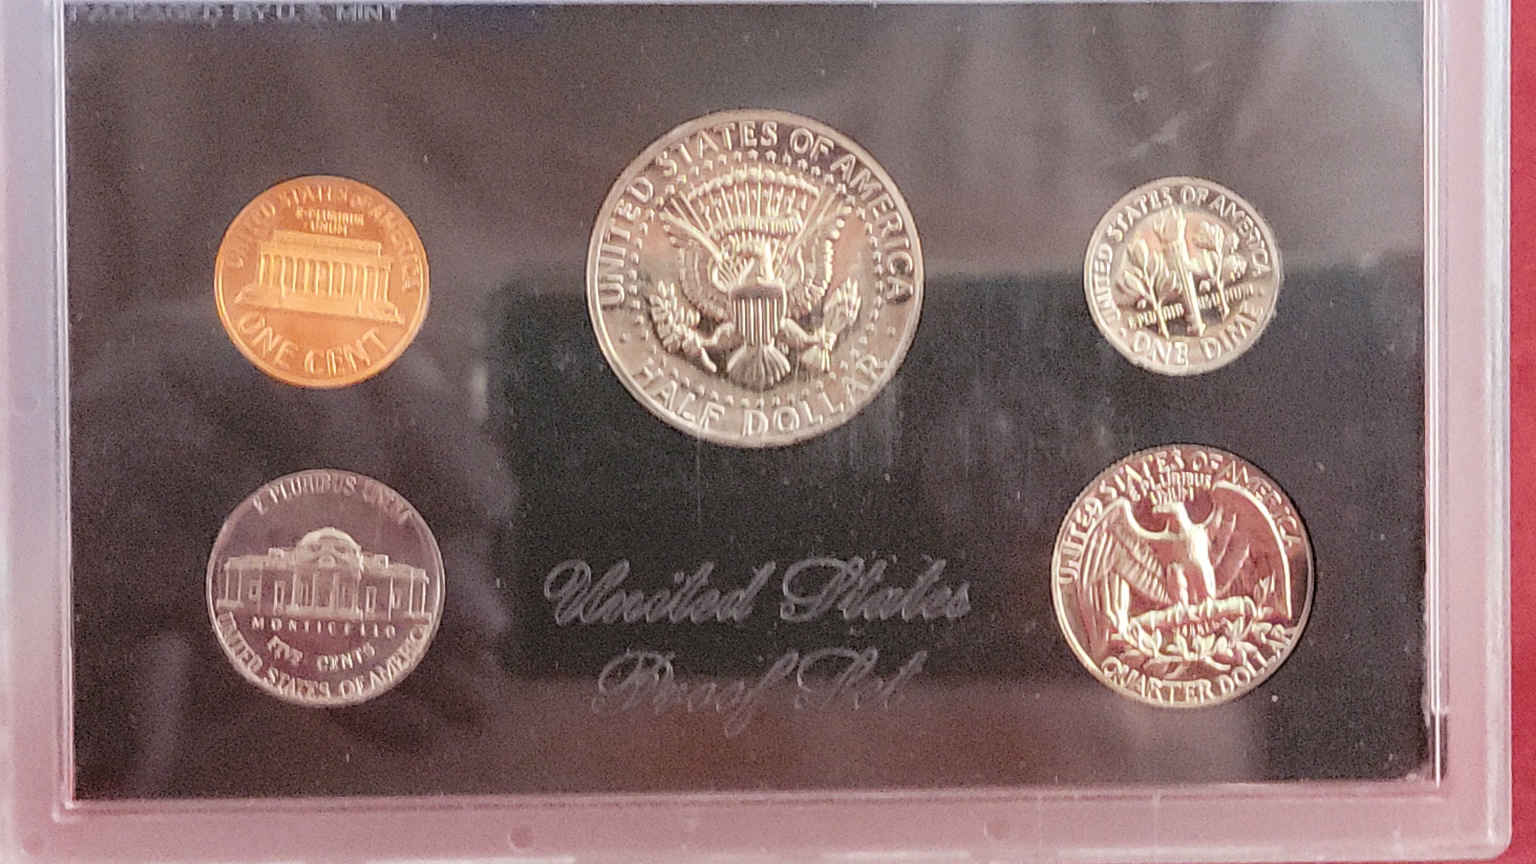 PACKAGED BY U.S. MINT
UNITED STATES OF AMERICA
E·PLURIBUS
·UNUM·
ONE CENT
UNITED STATES OF AMERICA
HALF DOLLAR
UNITED STATES OF AMERICA
E PLURIBUS UNUM
ONE DIME
E PLURIBUS UNUM
MONTICELLO
FIVE CENTS
UNITED STATES OF AMERICA
UNITED STATES OF AMERICA
E PLURIBUS
UNUM
QUARTER DOLLAR
United States
Proof Set